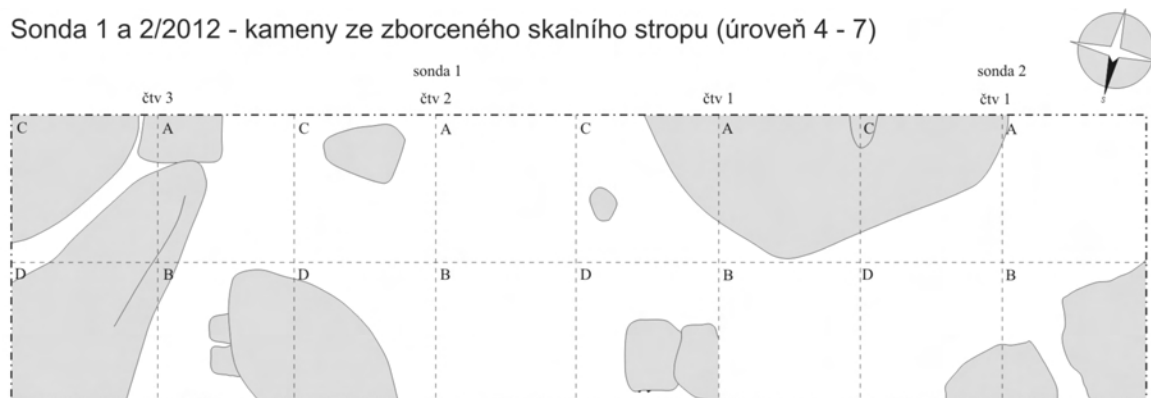 Sonda 1 a 2/2012 - kameny ze zborceného skalního stropu (úroveň 4 - 7)
sonda 1 sonda 2
čtv 3 čtv 2 čtv 1 čtv 1
C A C A C A C A
D B D B D B D B